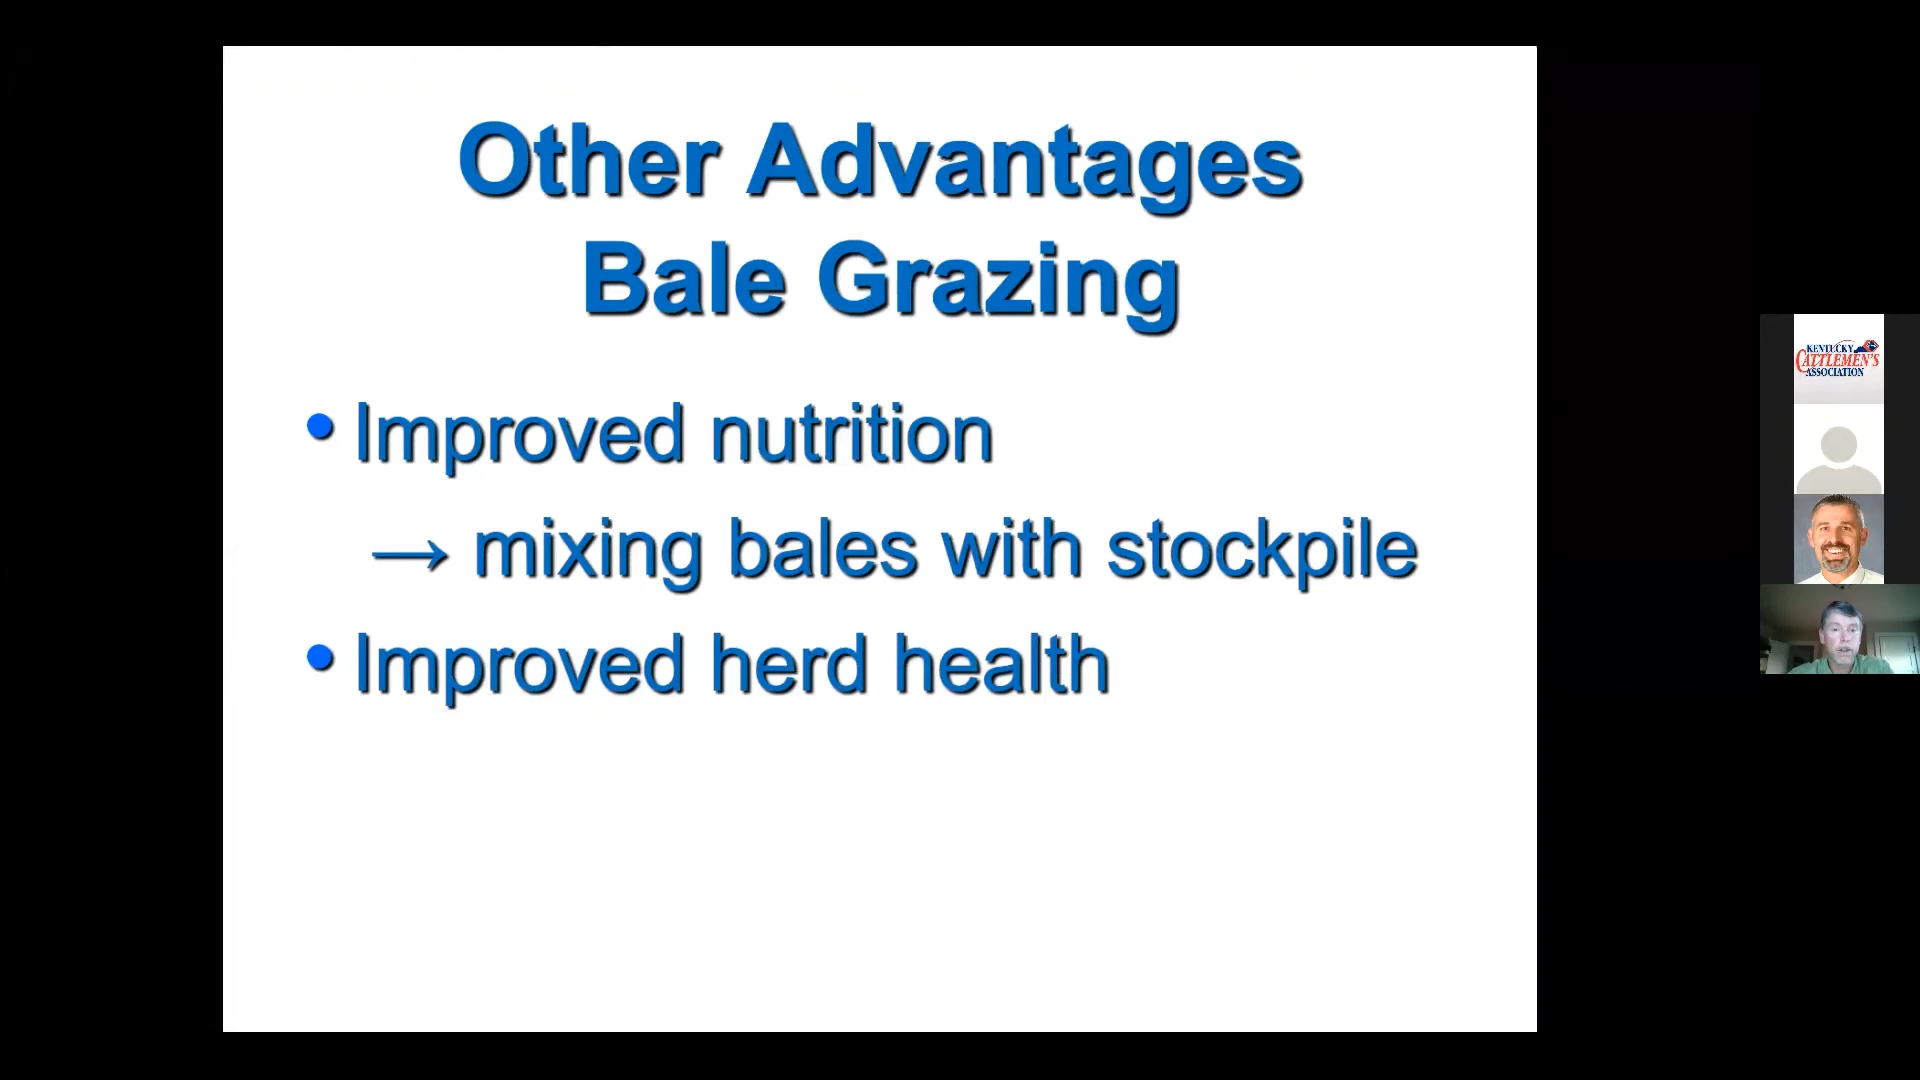 Other Advantages
Bale Grazing
• Improved nutrition
→ mixing bales with stockpile
• Improved herd health
KENTUCKY
CATTLEMEN'S
ASSOCIATION